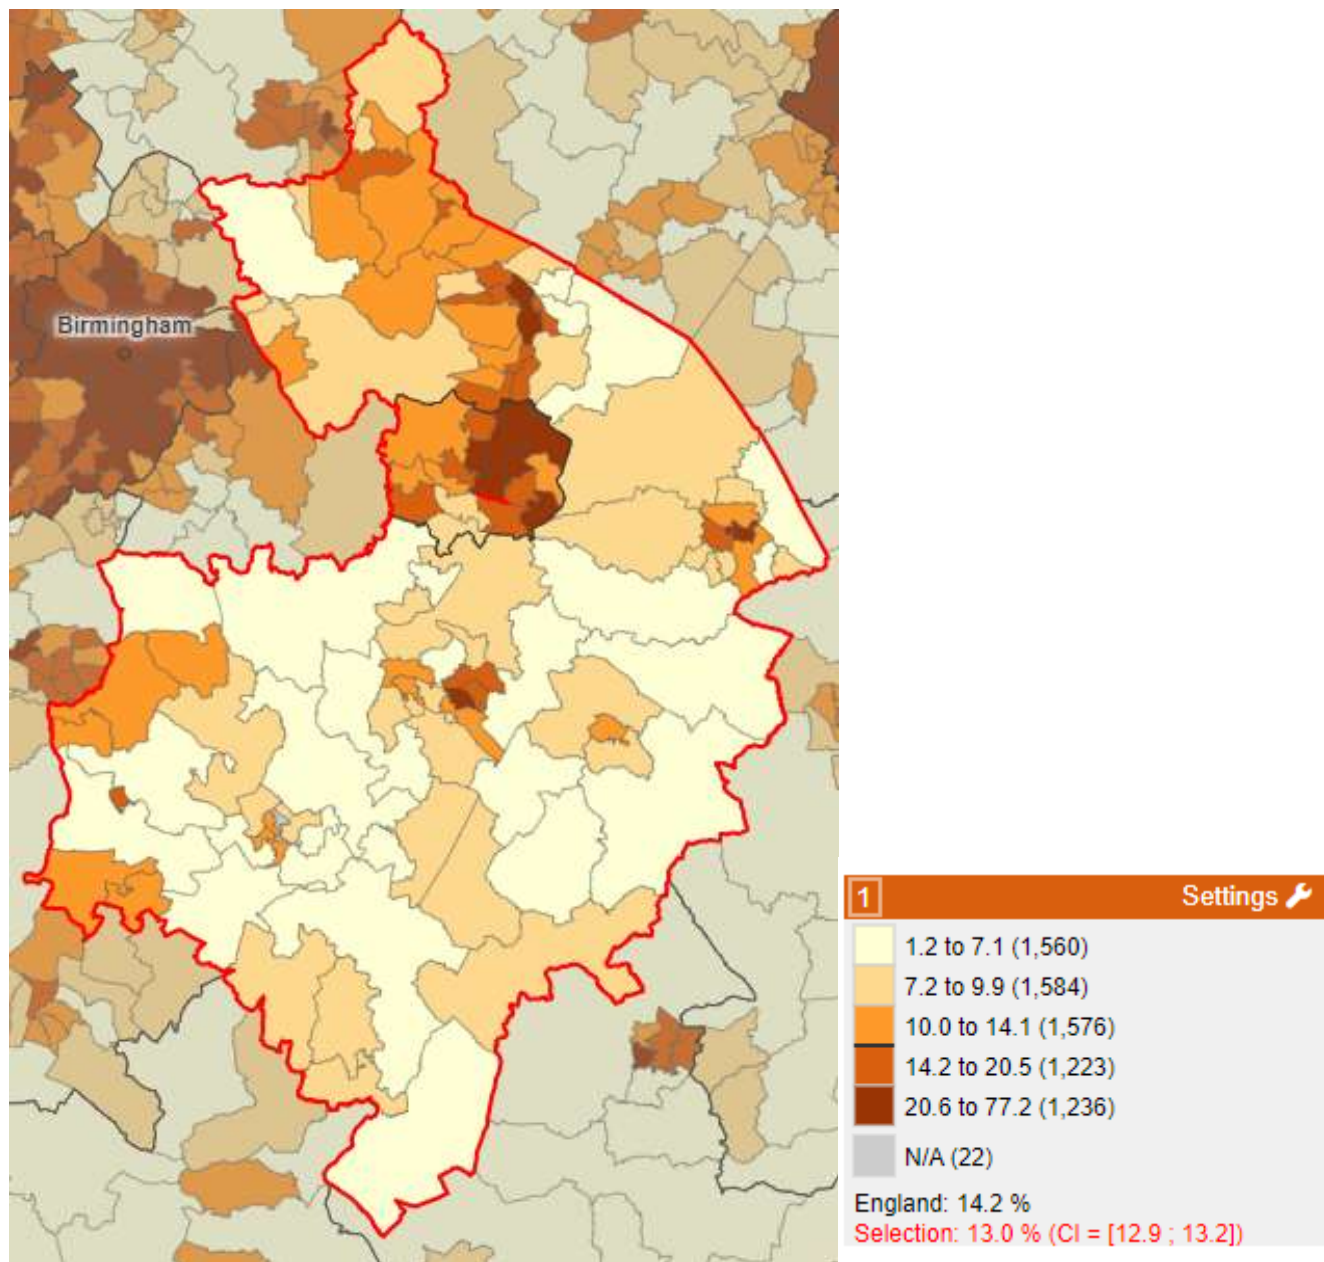 Birmingham
1 Settings
1.2 to 7.1 (1,560)
7.2 to 9.9 (1,584)
10.0 to 14.1 (1,576)
14.2 to 20.5 (1,223)
20.6 to 77.2 (1,236)
N/A (22)
England: 14.2 %
Selection: 13.0 % (CI = [12.9 ; 13.2])